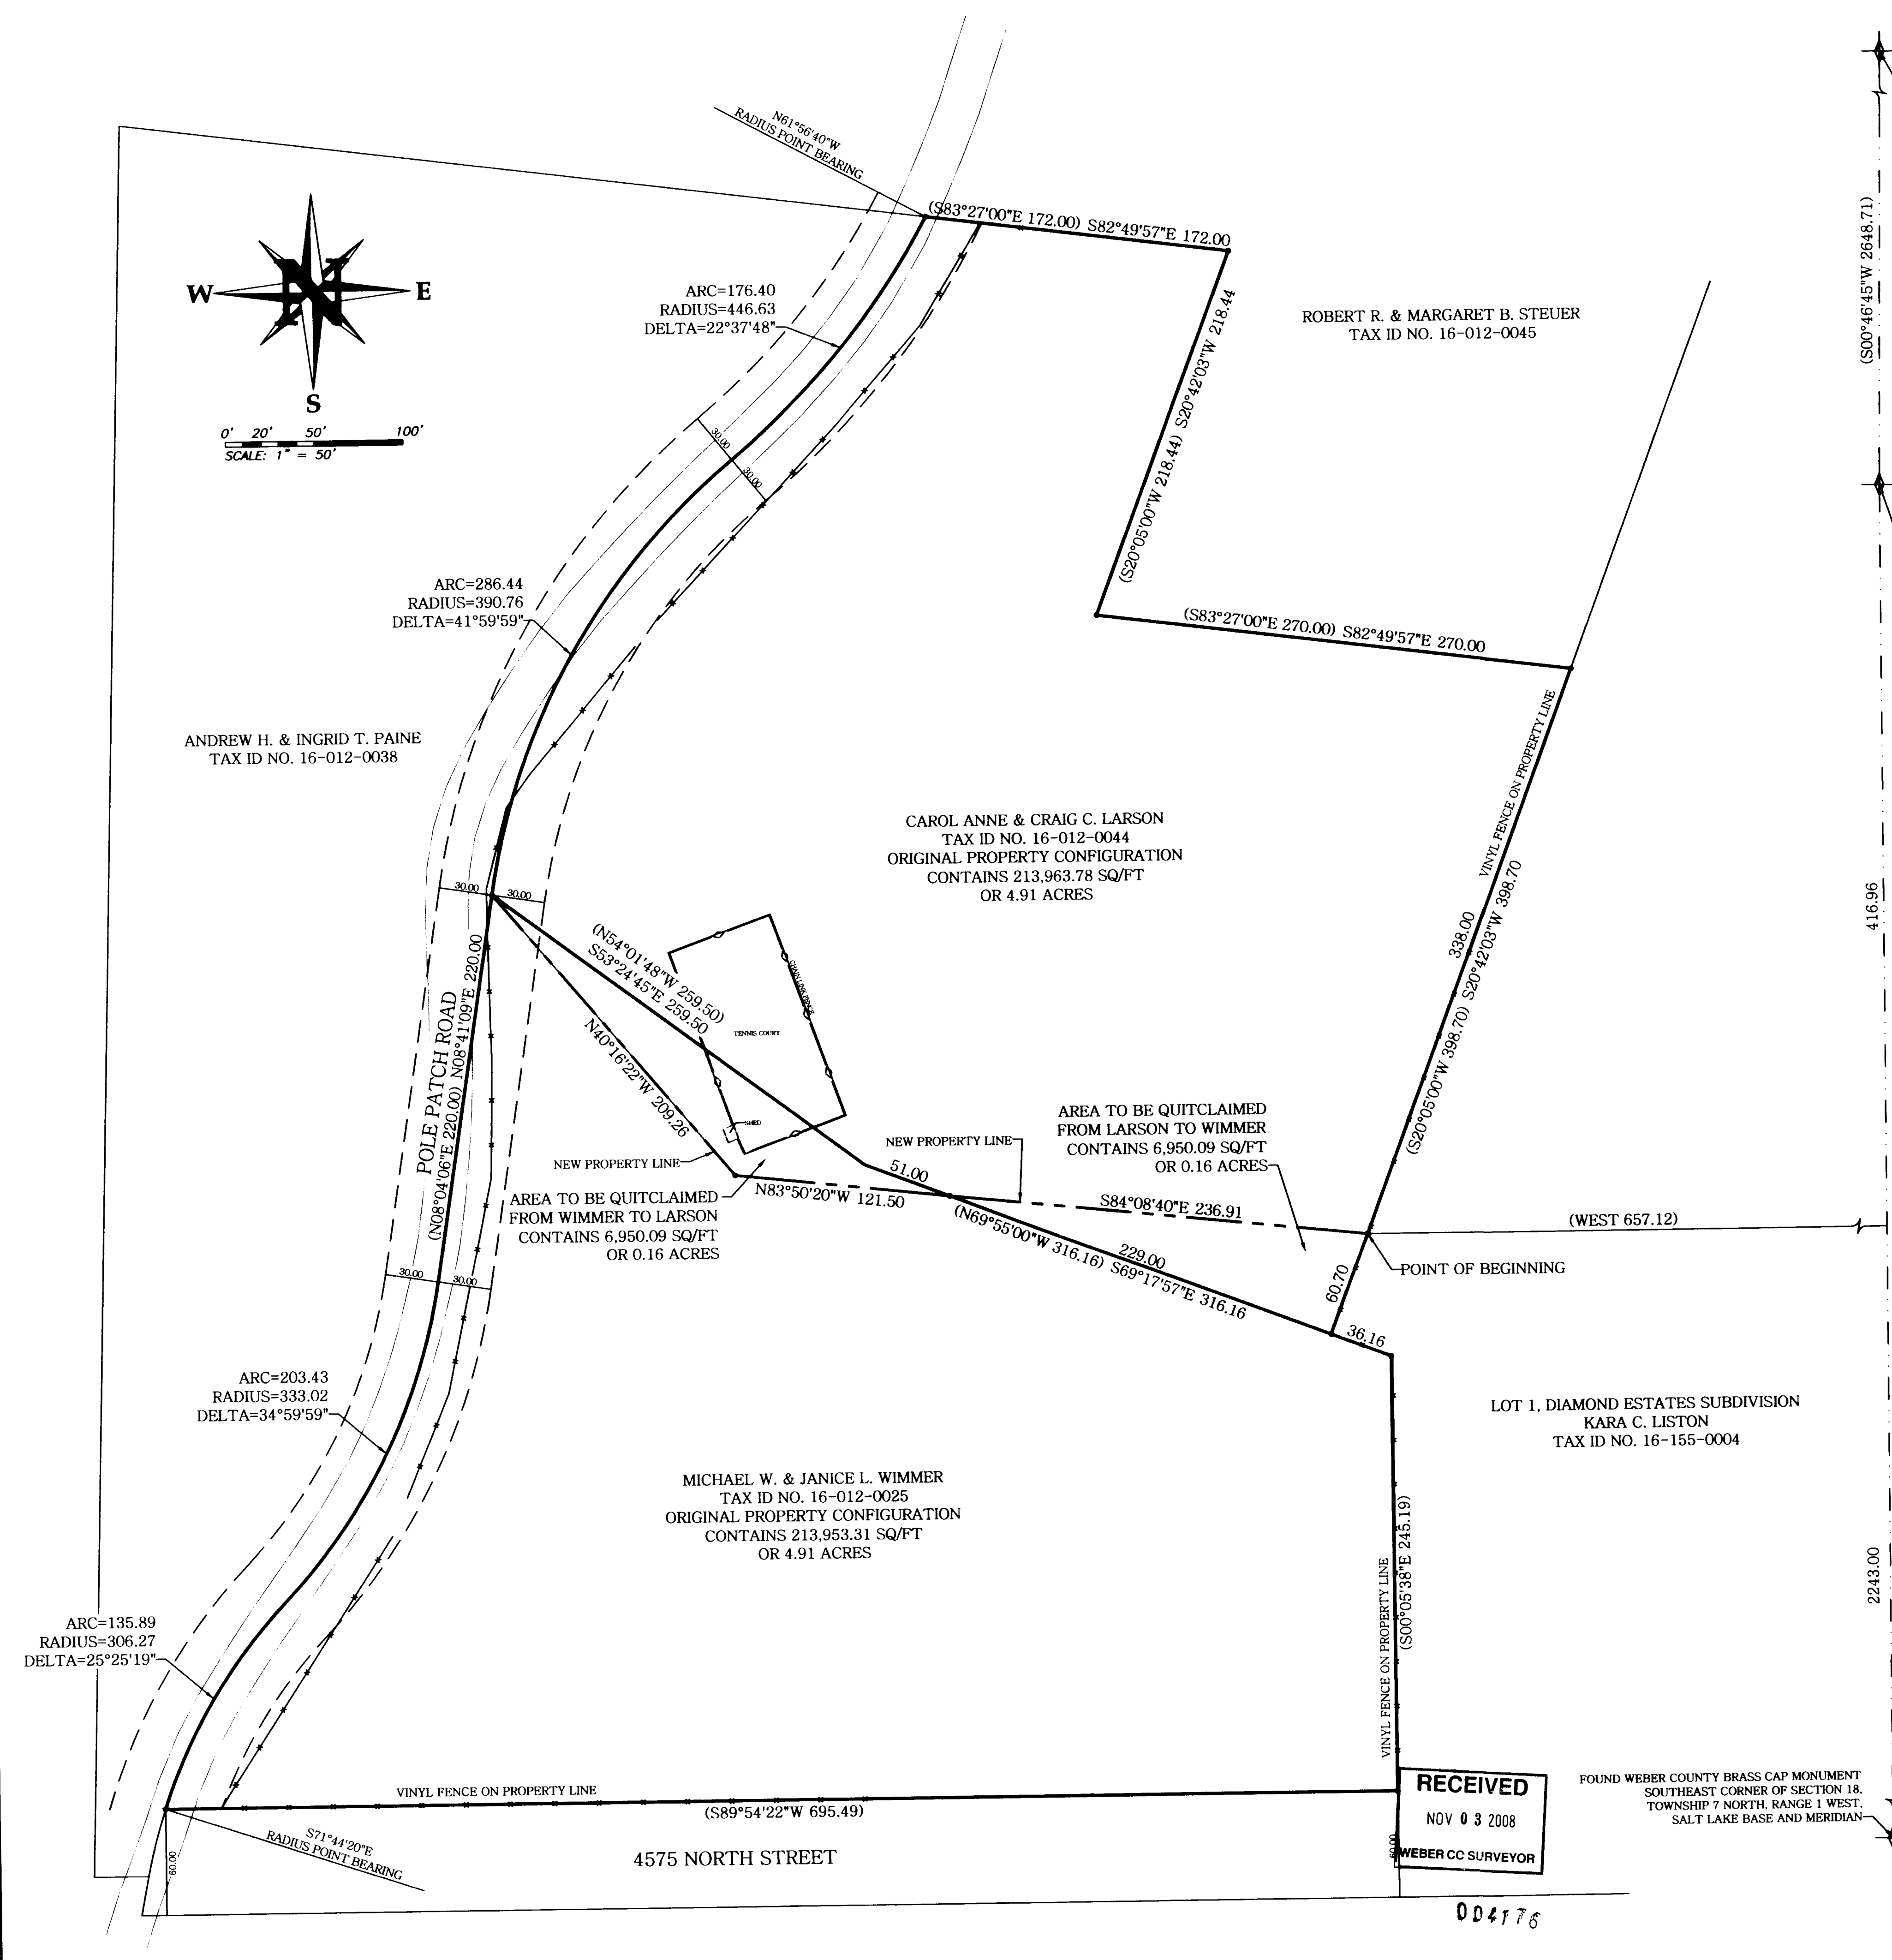 N61°56'40"W
RADIUS POINT BEARING
(S83°27'00"E 172.00) S82°49'57"E 172.00
(S00°46'45"W 2648.71)
N
W
E
S
0' 20' 50' 100'
SCALE: 1" = 50'
ARC=176.40
RADIUS=446.63
DELTA=22°37'48"
ROBERT R. & MARGARET B. STEUER
TAX ID NO. 16-012-0045
(S20°05'00"W 218.44) S20°42'03"W 218.44
30.00
30.00
ARC=286.44
RADIUS=390.76
DELTA=41°59'59"
(S83°27'00"E 270.00) S82°49'57"E 270.00
ANDREW H. & INGRID T. PAINE
TAX ID NO. 16-012-0038
VINYL FENCE ON PROPERTY LINE
CAROL ANNE & CRAIG C. LARSON
TAX ID NO. 16-012-0044
ORIGINAL PROPERTY CONFIGURATION
CONTAINS 213,963.78 SQ/FT
OR 4.91 ACRES
30.00
30.00
338.00
(S20°05'00"W 398.70) S20°42'03"W 398.70
416.96
(N54°01'48"W 259.50)
S53°24'45"E 259.50
CHAIN LINK FENCE
TENNIS COURT
SHED
N40°16'22"W 209.26
POLE PATCH ROAD
(N08°04'06"E 220.00) N08°41'09"E 220.00
NEW PROPERTY LINE
AREA TO BE QUITCLAIMED
FROM WIMMER TO LARSON
CONTAINS 6,950.09 SQ/FT
OR 0.16 ACRES
N83°50'20"W 121.50
51.00
NEW PROPERTY LINE
AREA TO BE QUITCLAIMED
FROM LARSON TO WIMMER
CONTAINS 6,950.09 SQ/FT
OR 0.16 ACRES
S84°08'40"E 236.91
(WEST 657.12)
229.00
(N69°55'00"W 316.16) S69°17'57"E 316.16
POINT OF BEGINNING
60.70
36.16
30.00
30.00
ARC=203.43
RADIUS=333.02
DELTA=34°59'59"
LOT 1, DIAMOND ESTATES SUBDIVISION
KARA C. LISTON
TAX ID NO. 16-155-0004
MICHAEL W. & JANICE L. WIMMER
TAX ID NO. 16-012-0025
ORIGINAL PROPERTY CONFIGURATION
CONTAINS 213,953.31 SQ/FT
OR 4.91 ACRES
VINYL FENCE ON PROPERTY LINE
(S00°05'38"E 245.19)
2243.00
ARC=135.89
RADIUS=306.27
DELTA=25°25'19"
VINYL FENCE ON PROPERTY LINE
(S89°54'22"W 695.49)
S71°44'20"E
RADIUS POINT BEARING
60.00
4575 NORTH STREET
60.00
RECEIVED
NOV 03 2008
WEBER CO SURVEYOR
FOUND WEBER COUNTY BRASS CAP MONUMENT
SOUTHEAST CORNER OF SECTION 18,
TOWNSHIP 7 NORTH, RANGE 1 WEST,
SALT LAKE BASE AND MERIDIAN
004176